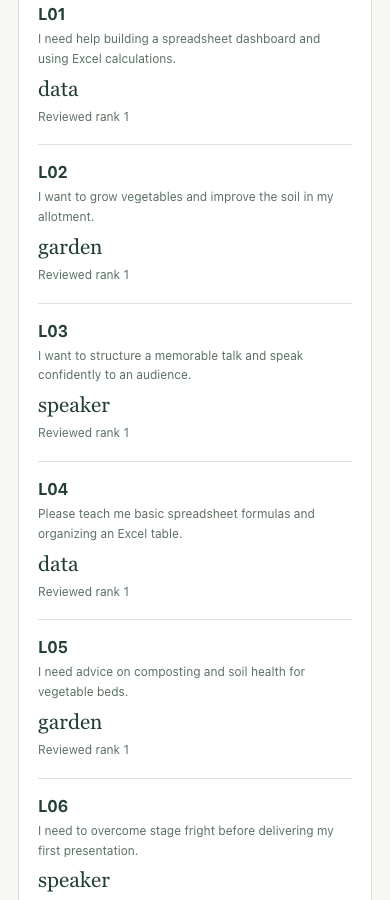 L01
I need help building a spreadsheet dashboard and
using Excel calculations.
data
Reviewed rank 1
L02
I want to grow vegetables and improve the soil in my
allotment.
garden
Reviewed rank 1
L03
I want to structure a memorable talk and speak
confidently to an audience.
speaker
Reviewed rank 1
L04
Please teach me basic spreadsheet formulas and
organizing an Excel table.
data
Reviewed rank 1
L05
I need advice on composting and soil health for
vegetable beds.
garden
Reviewed rank 1
L06
I need to overcome stage fright before delivering my
first presentation.
speaker